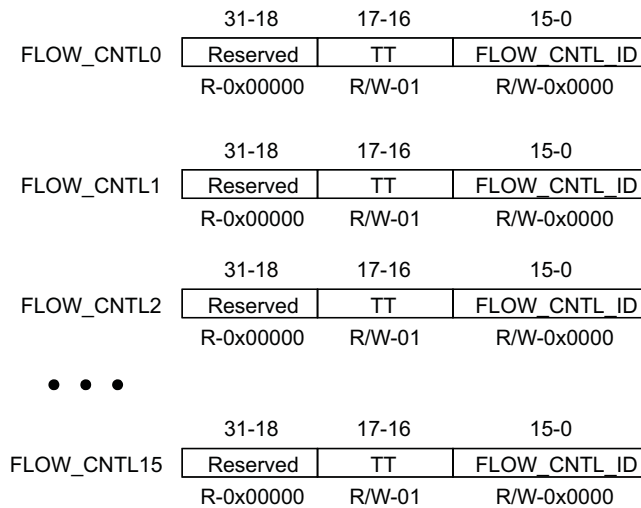 31-18 17-16 15-0
FLOW_CNTL0 Reserved TT FLOW_CNTL_ID
R-0x00000 R/W-01 R/W-0x0000
31-18 17-16 15-0
FLOW_CNTL1 Reserved TT FLOW_CNTL_ID
R-0x00000 R/W-01 R/W-0x0000
31-18 17-16 15-0
FLOW_CNTL2 Reserved TT FLOW_CNTL_ID
R-0x00000 R/W-01 R/W-0x0000
• • •
31-18 17-16 15-0
FLOW_CNTL15 Reserved TT FLOW_CNTL_ID
R-0x00000 R/W-01 R/W-0x0000